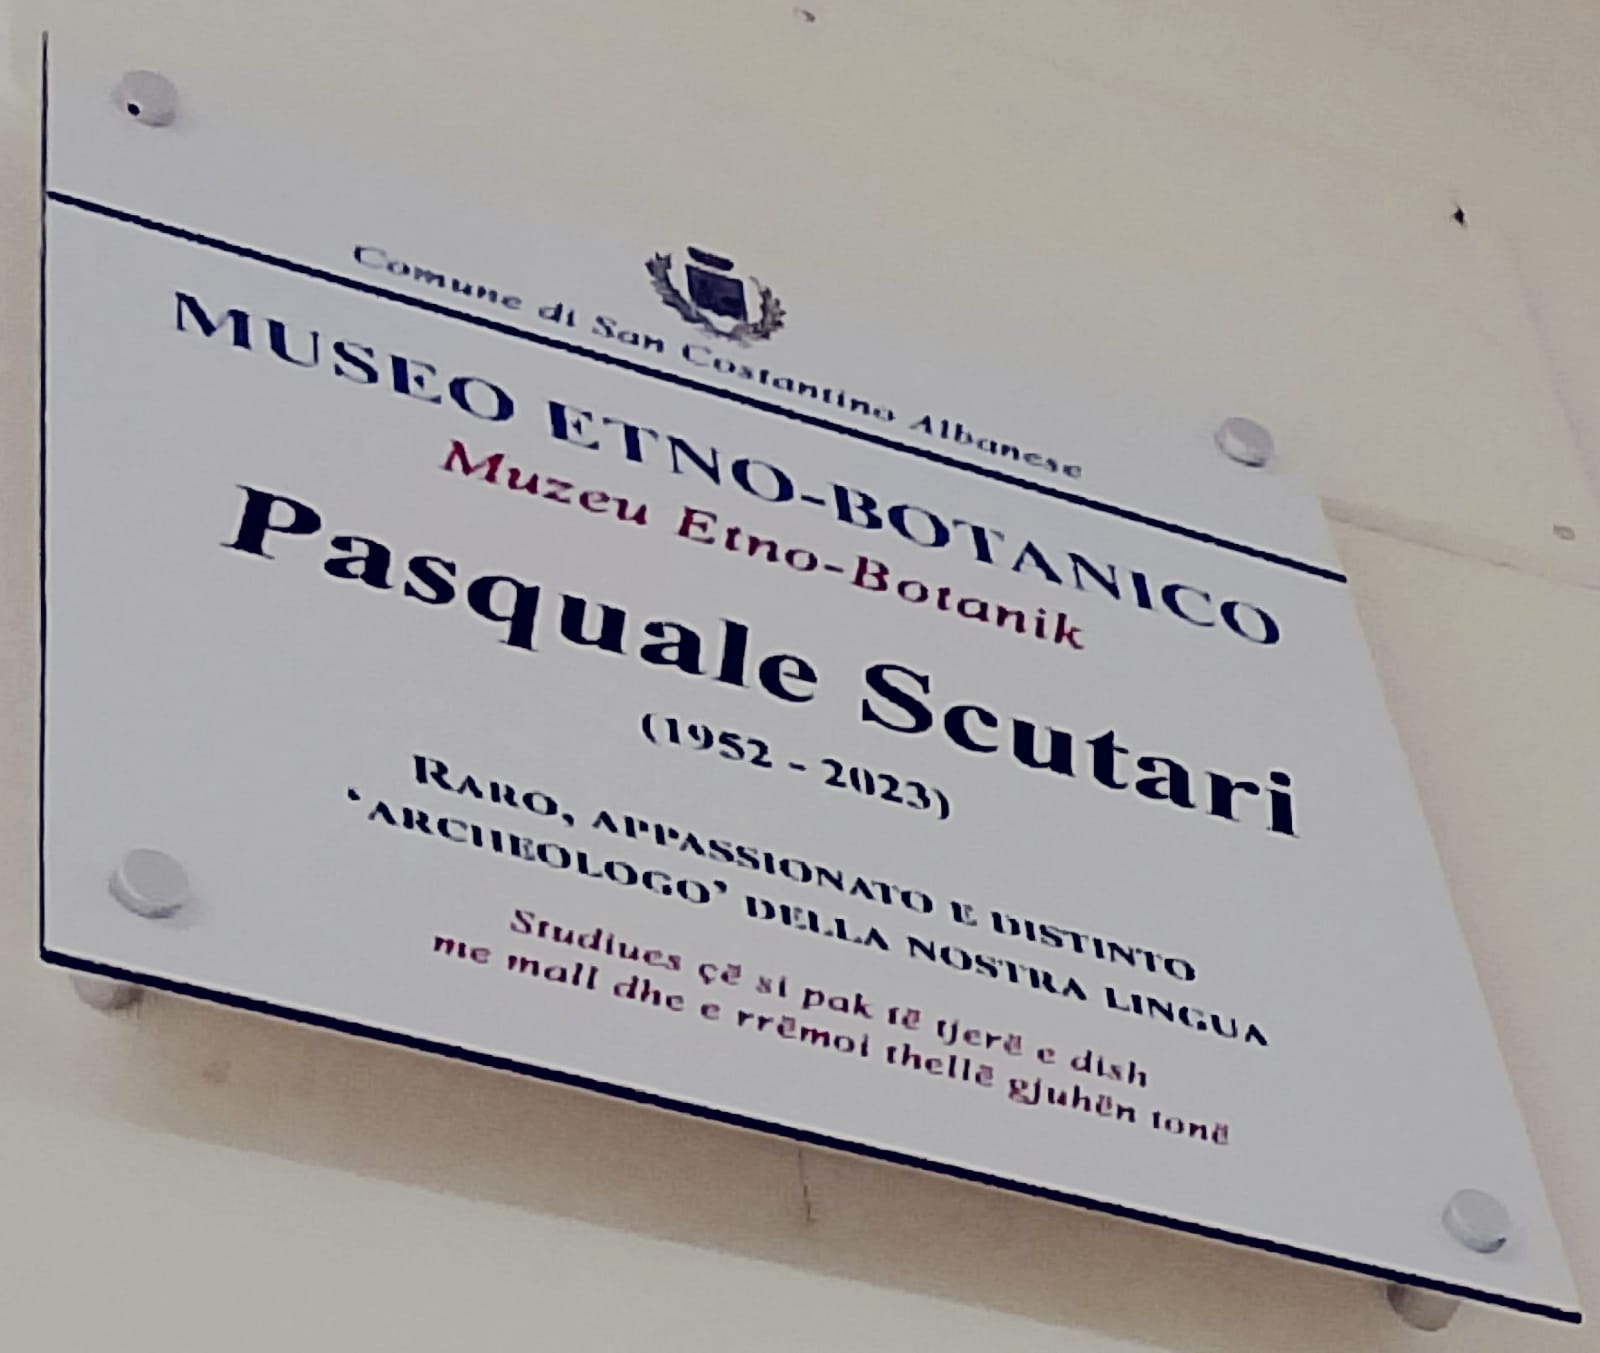 Comune di San Costantino Albanese
MUSEO ETNO-BOTANICO
Muzeu Etno-Botanik
Pasquale Scutari
(1952 - 2023)
RARO, APPASSIONATO E DISTINTO
‘ARCHEOLOGO’ DELLA NOSTRA LINGUA
Studiues çë si pak të tjerë e dish
me mall dhe e rrëmoi thellë gjuhën tonë